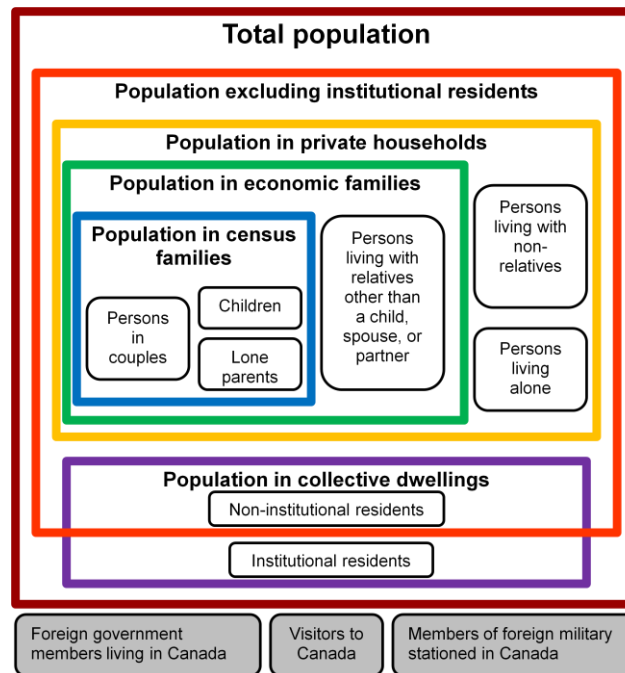 Total population
Population excluding institutional residents
Population in private households
Population in economic families
Population in census
families
Persons
in
couples
Children
Lone
parents
Persons
living with
relatives
other than
a child,
spouse, or
partner
Persons
living with
non-
relatives
Persons
living
alone
Population in collective dwellings
Non-institutional residents
Institutional residents
Foreign government
members living in Canada
Visitors to
Canada
Members of foreign military
stationed in Canada